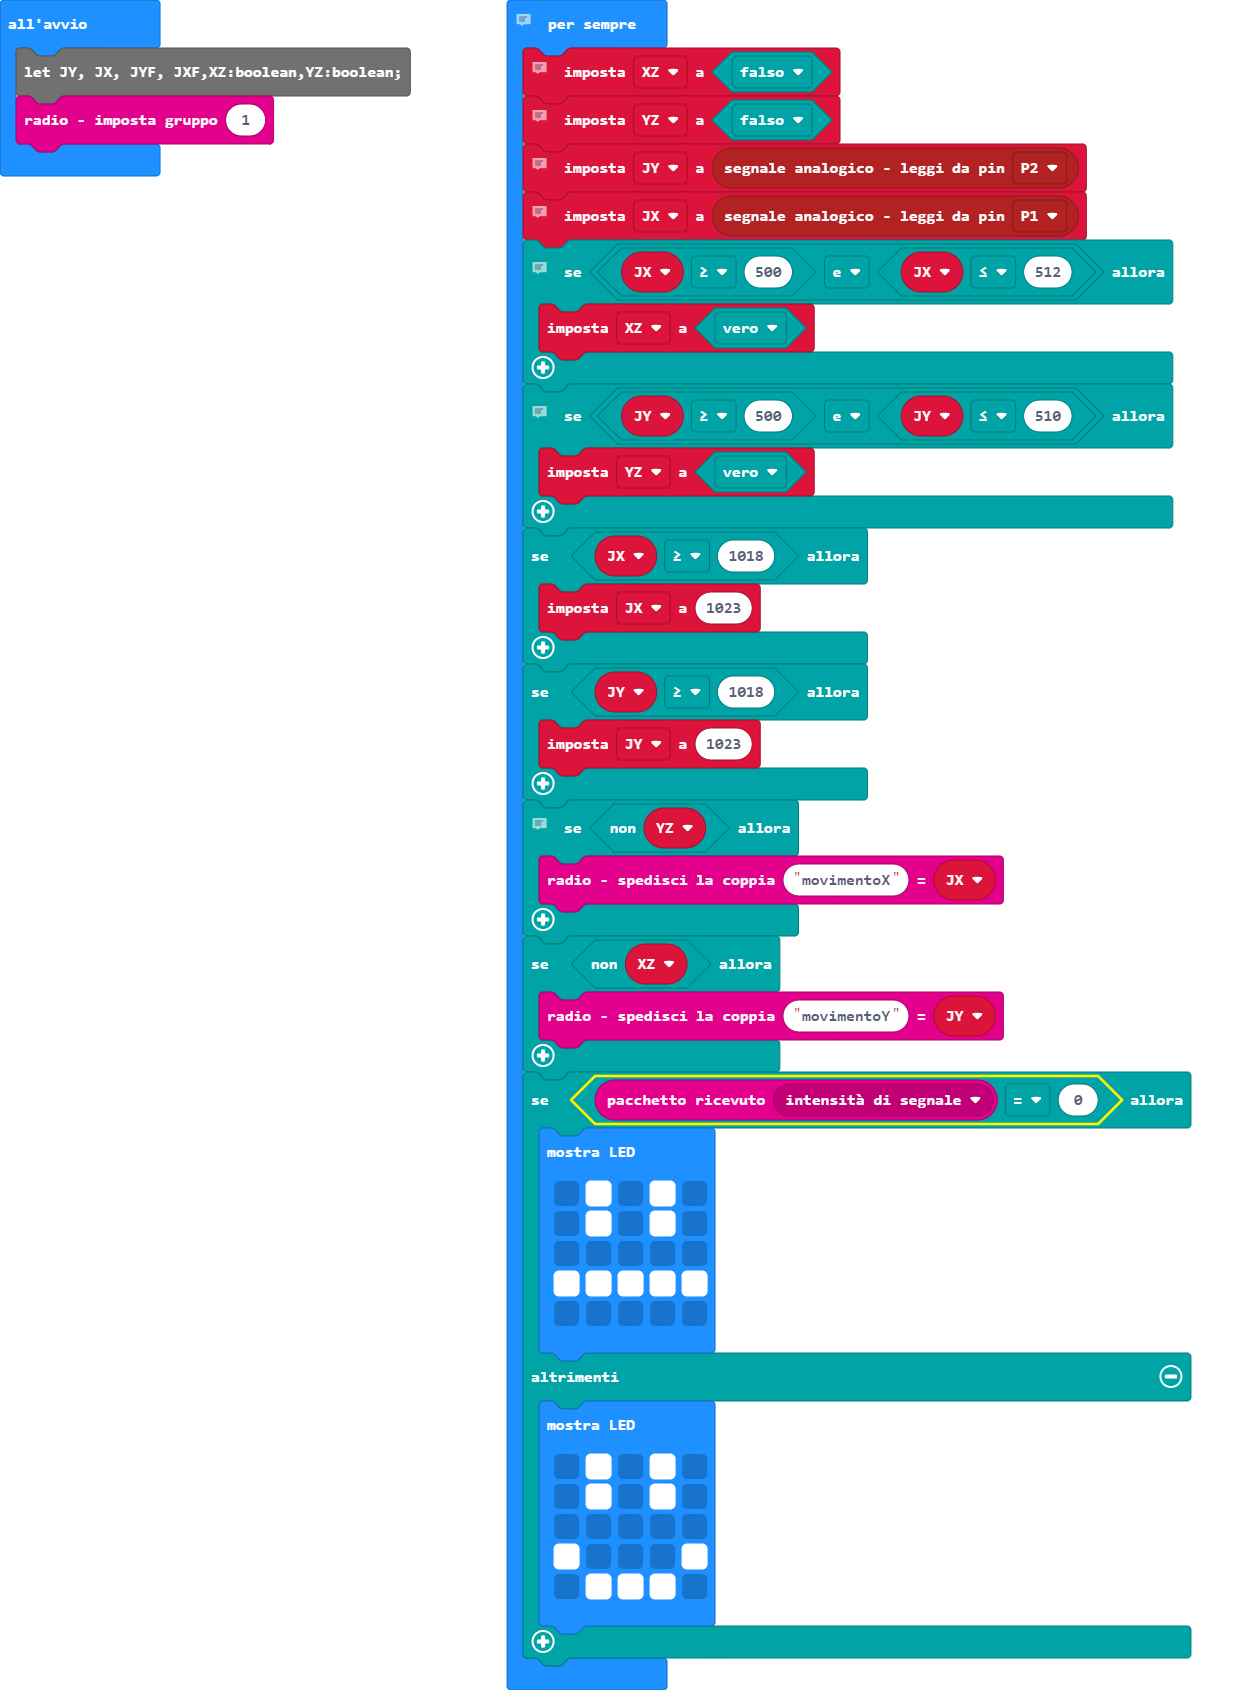 all'avvio
let JY, JX, JYF, JXF,XZ:boolean,YZ:boolean;
radio - imposta gruppo 1
per sempre
imposta XZ a falso
imposta YZ a falso
imposta JY a segnale analogico - leggi da pin P2
imposta JX a segnale analogico - leggi da pin P1
se JX ≥ 500 e JX ≤ 512 allora
imposta XZ a vero
se JY ≥ 500 e JY ≤ 510 allora
imposta YZ a vero
se JX ≥ 1018 allora
imposta JX a 1023
se JY ≥ 1018 allora
imposta JY a 1023
se non YZ allora
radio - spedisci la coppia "movimentoX" = JX
se non XZ allora
radio - spedisci la coppia "movimentoY" = JY
se pacchetto ricevuto intensità di segnale = 0 allora
mostra LED
altrimenti
mostra LED